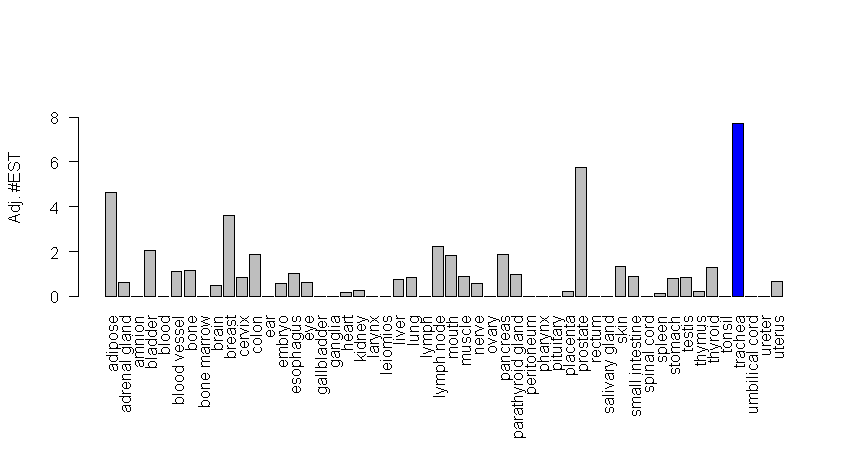 Adj. #EST
8
6
4
2
0
adipose
adrenal gland
amnion
bladder
blood
blood vessel
bone
bone marrow
brain
breast
cervix
colon
ear
embryo
esophagus
eye
gallbladder
ganglia
heart
kidney
larynx
leiomios
liver
lung
lymph
lymph node
mouth
muscle
nerve
ovary
pancreas
parathyroid gland
peritoneum
pharynx
pituitary
placenta
prostate
rectum
salivary gland
skin
small intestine
spinal cord
spleen
stomach
testis
thymus
thyroid
tonsil
trachea
umbilical cord
ureter
uterus